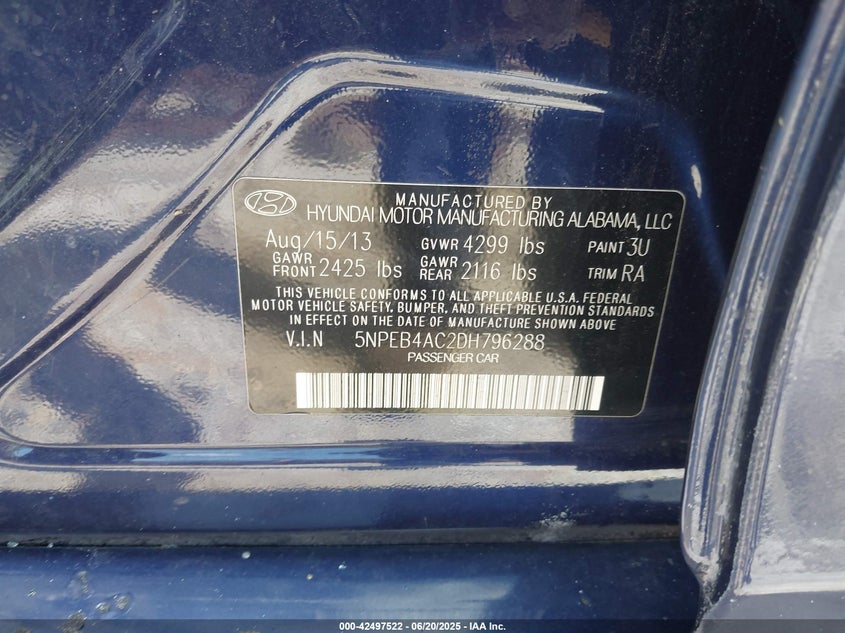 MANUFACTURED BY
HYUNDAI MOTOR MANUFACTURING ALABAMA, LLC
Aug/15/13 GVWR 4299 lbs PAINT 3U
GAWR FRONT 2425 lbs GAWR REAR 2116 lbs TRIM RA
THIS VEHICLE CONFORMS TO ALL APPLICABLE U.S.A. FEDERAL
MOTOR VEHICLE SAFETY, BUMPER, AND THEFT PREVENTION STANDARDS
IN EFFECT ON THE DATE OF MANUFACTURE SHOWN ABOVE
V.I.N 5NPEB4AC2DH796288
PASSENGER CAR
000-42497522 - 06/20/2025 - IAA Inc.